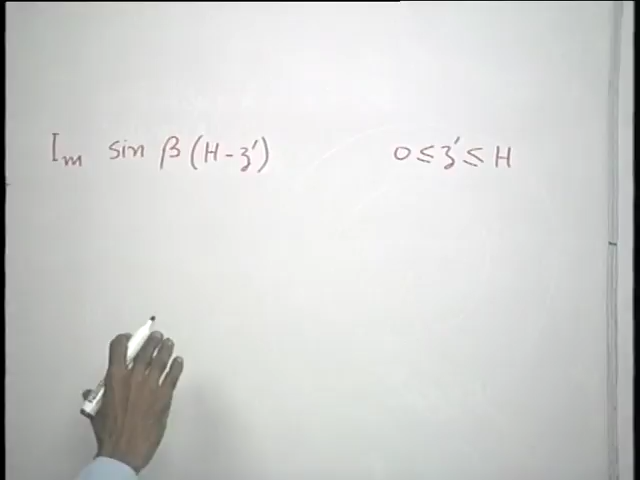 Im sin β (H - z') 0 ≤ z' ≤ H